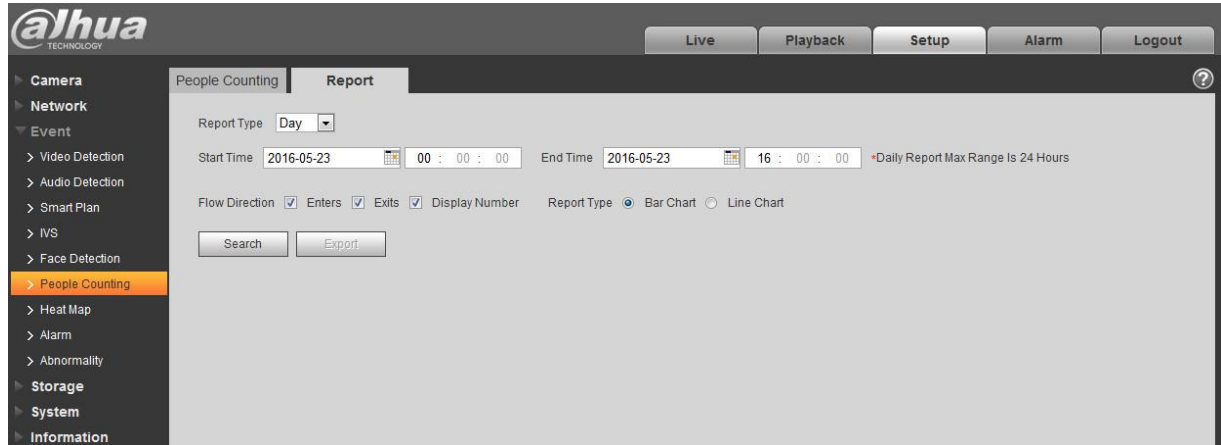 alhua
TECHNOLOGY
Live Playback Setup Alarm Logout
Camera
Network
Event
Video Detection
Audio Detection
Smart Plan
IVS
Face Detection
People Counting
Heat Map
Alarm
Abnormality
Storage
System
Information
People Counting Report ?
Report Type Day
Start Time 2016-05-23 00 : 00 : 00 End Time 2016-05-23 16 : 00 : 00 *Daily Report Max Range Is 24 Hours
Flow Direction Enters Exits Display Number Report Type Bar Chart Line Chart
Search Export